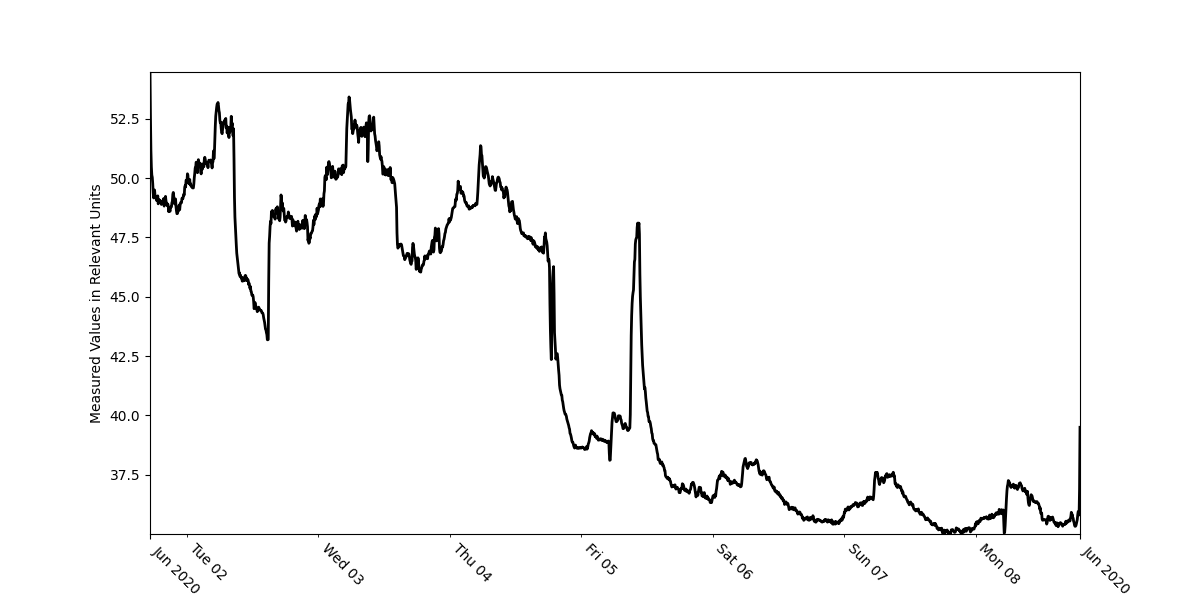 Measured Values in Relevant Units
52.5
50.0
47.5
45.0
42.5
40.0
37.5
Jun 2020
Tue 02
Wed 03
Thu 04
Fri 05
Sat 06
Sun 07
Mon 08
Jun 2020